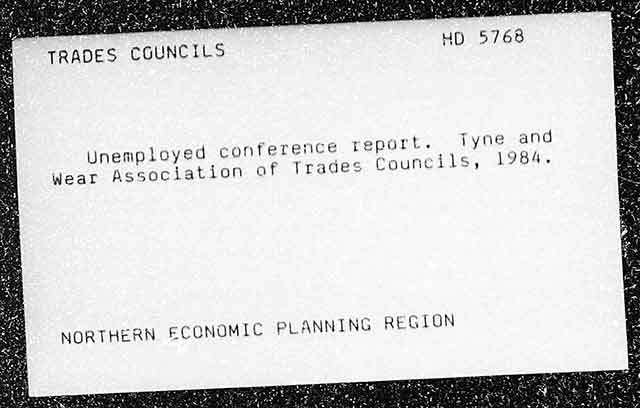 TRADES COUNCILS HD 5768
Unemployed conference report. Tyne and
Wear Association of Trades Councils, 1984.
NORTHERN ECONOMIC PLANNING REGION